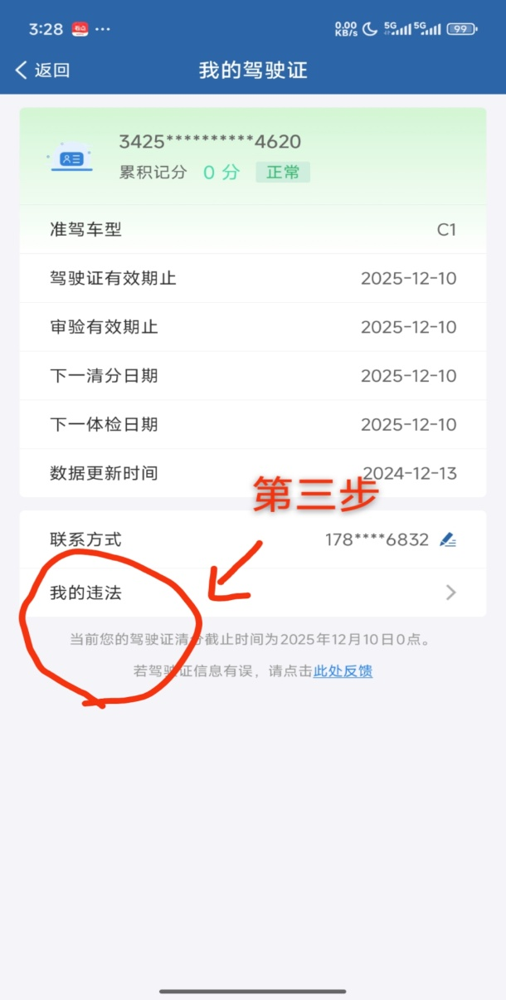 3:28 ··· 0.00 KB/s 5G 5G 99
返回 我的驾驶证
3425**********4620
累积记分 0 分 正常
准驾车型 C1
驾驶证有效期止 2025-12-10
审验有效期止 2025-12-10
下一清分日期 2025-12-10
下一体检日期 2025-12-10
数据更新时间 2024-12-13
第三步
联系方式 178****6832
我的违法
当前您的驾驶证清分截止时间为2025年12月10日0点。
若驾驶证信息有误，请点击此处反馈